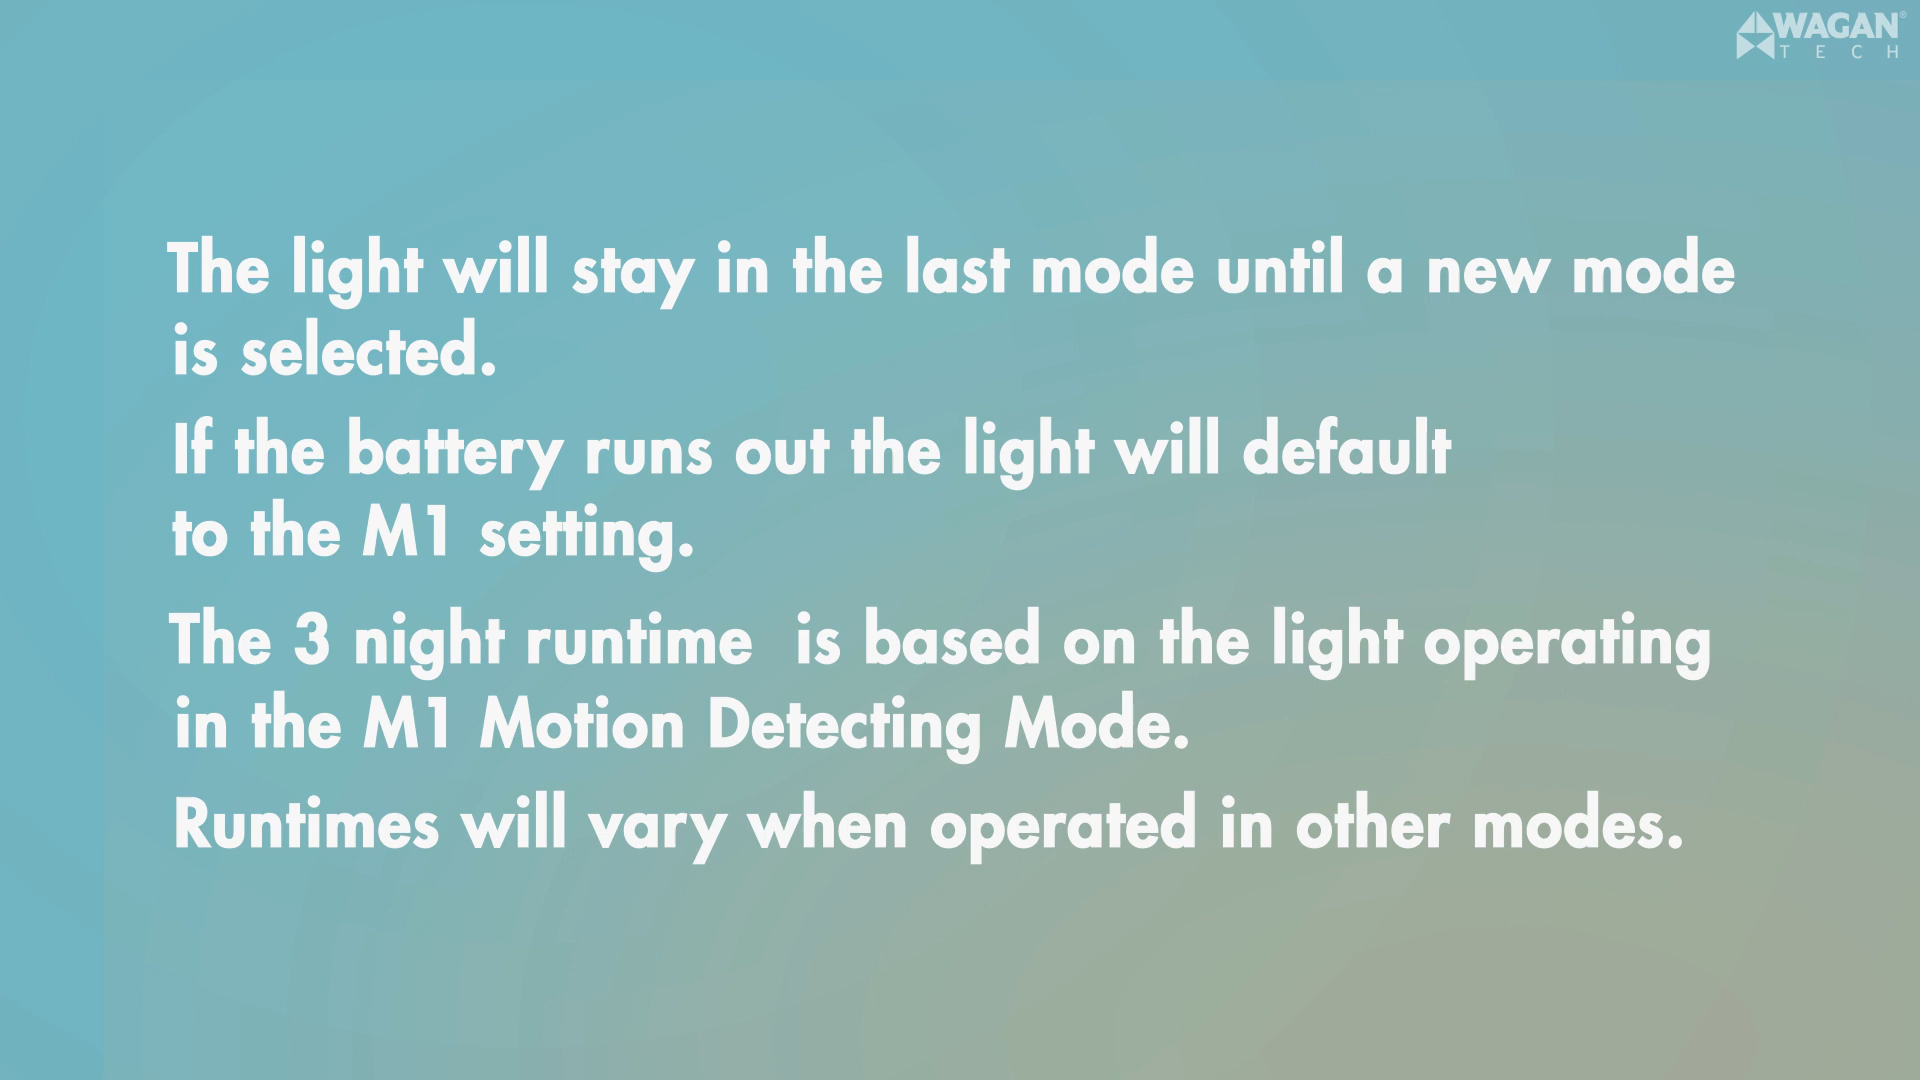 WAGAN®
TECH
The light will stay in the last mode until a new mode
is selected.
If the battery runs out the light will default
to the M1 setting.
The 3 night runtime  is based on the light operating
in the M1 Motion Detecting Mode.
Runtimes will vary when operated in other modes.